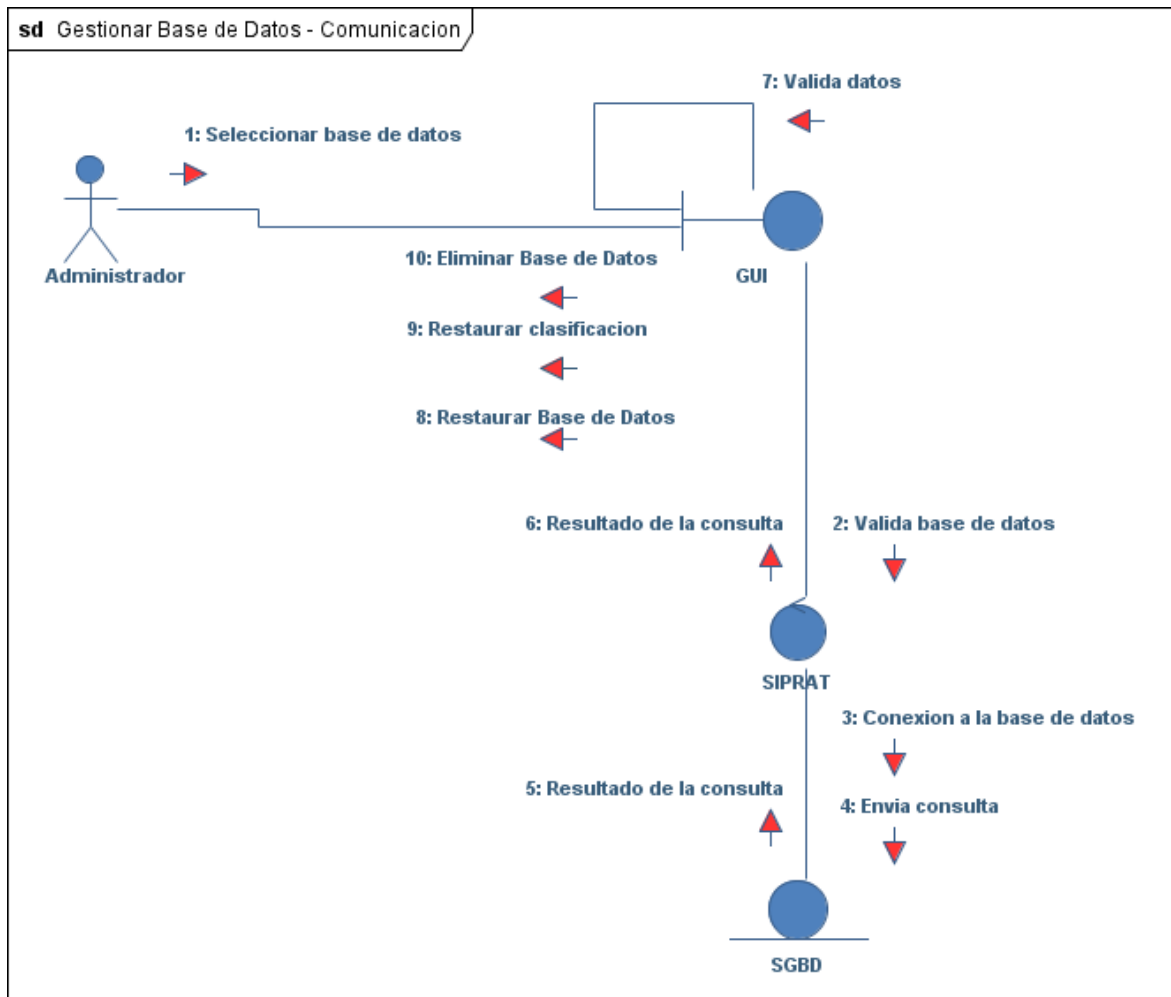 sd Gestionar Base de Datos - Comunicacion
7: Valida datos
1: Seleccionar base de datos
Administrador
10: Eliminar Base de Datos
GUI
9: Restaurar clasificacion
8: Restaurar Base de Datos
6: Resultado de la consulta
2: Valida base de datos
SIPRAT
3: Conexion a la base de datos
5: Resultado de la consulta
4: Envia consulta
SGBD